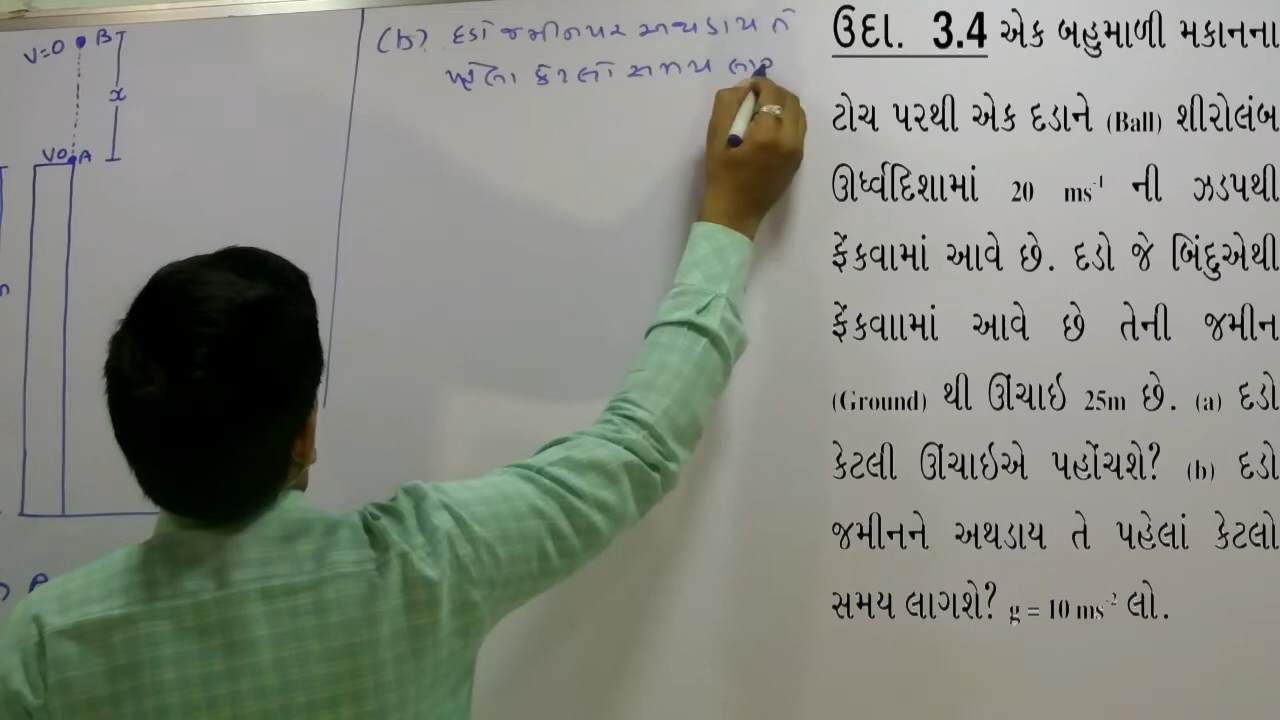 V=0 B
x
V0 A
(b) દડો જમીન પર અથડાય તે
પહેલા કેટલો સમય
ઉદા. 3.4 એક બહુમાળી મકાનના
ટોચ પરથી એક દડાને (Ball) શીરોલંબ
ઊર્ધ્વદિશામાં 20 ms⁻¹ ની ઝડપથી
ફેંકવામાં આવે છે. દડો જે બિંદુએથી
ફેંકવાામાં આવે છે તેની જમીન
(Ground) થી ઊંચાઇ 25m છે. (a) દડો
કેટલી ઊંચાઇએ પહોંચશે? (b) દડો
જમીનને અથડાય તે પહેલાં કેટલો
સમય લાગશે? g = 10 ms⁻² લો.